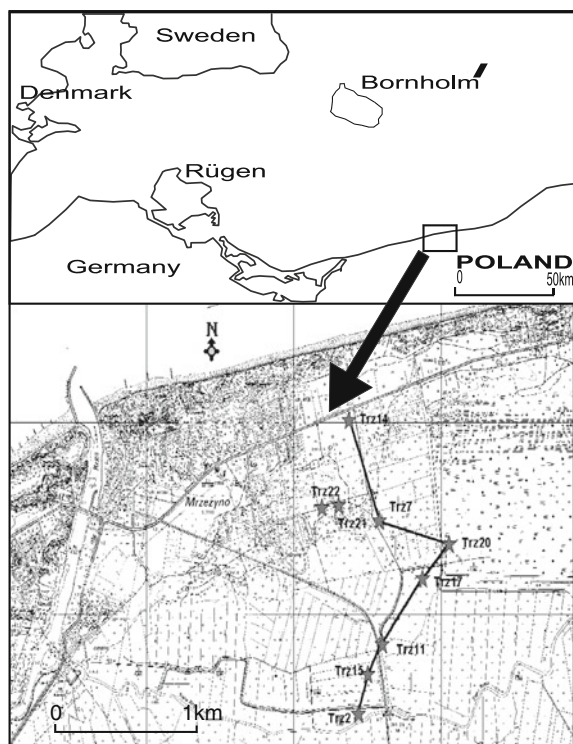 Sweden
Denmark
Bornholm
Rügen
Germany
POLAND
0 50km
N
Trz14
Mrzeżyno
Trz22
Trz21
Trz7
Trz20
Trz17
Trz11
Trz15
Trz2
0 1km